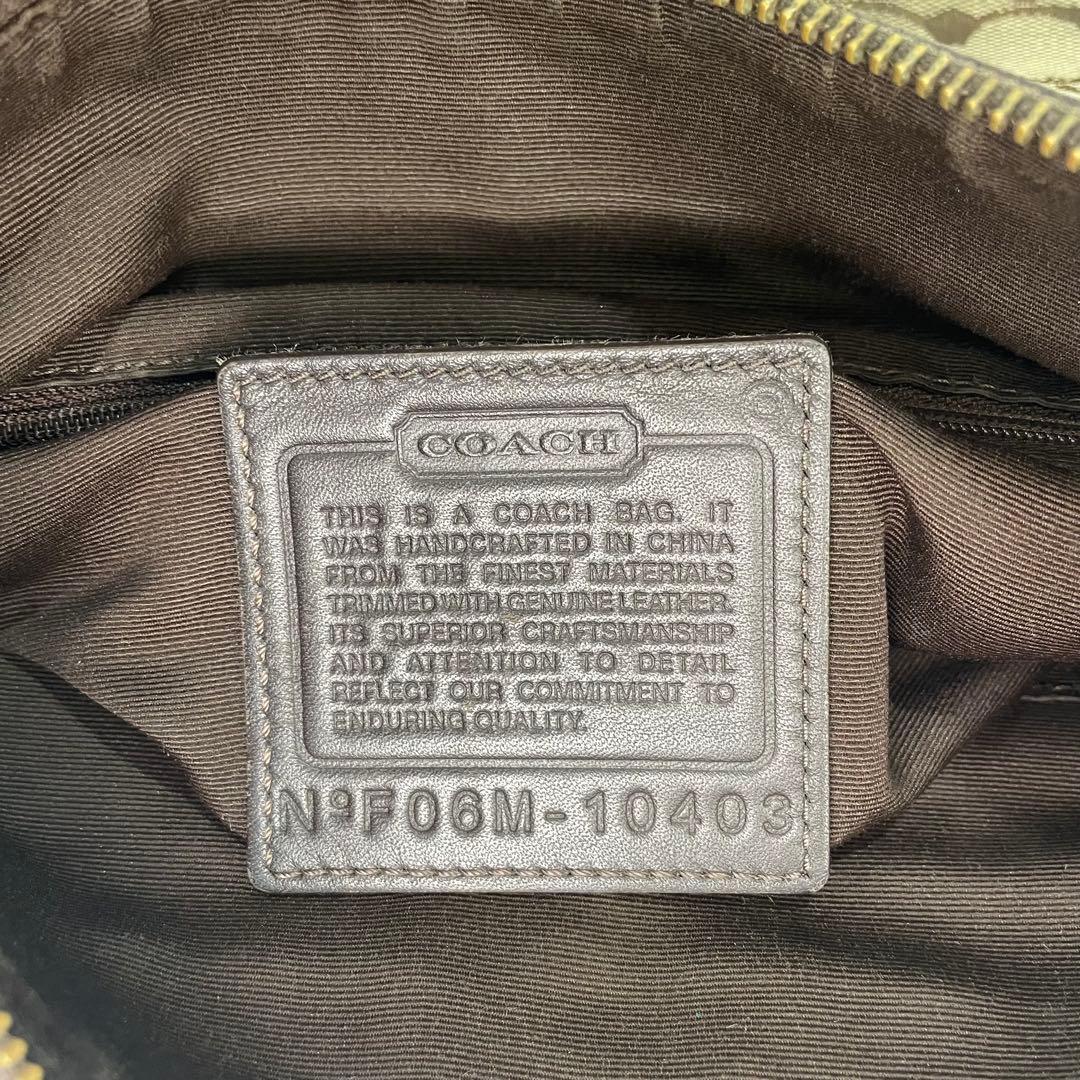 COACH
THIS IS A COACH BAG. IT
WAS HANDCRAFTED IN CHINA
FROM THE FINEST MATERIALS
TRIMMED WITH GENUINE LEATHER.
ITS SUPERIOR CRAFTSMANSHIP
AND ATTENTION TO DETAIL
REFLECT OUR COMMITMENT TO
ENDURING QUALITY.
NºF06M-10403